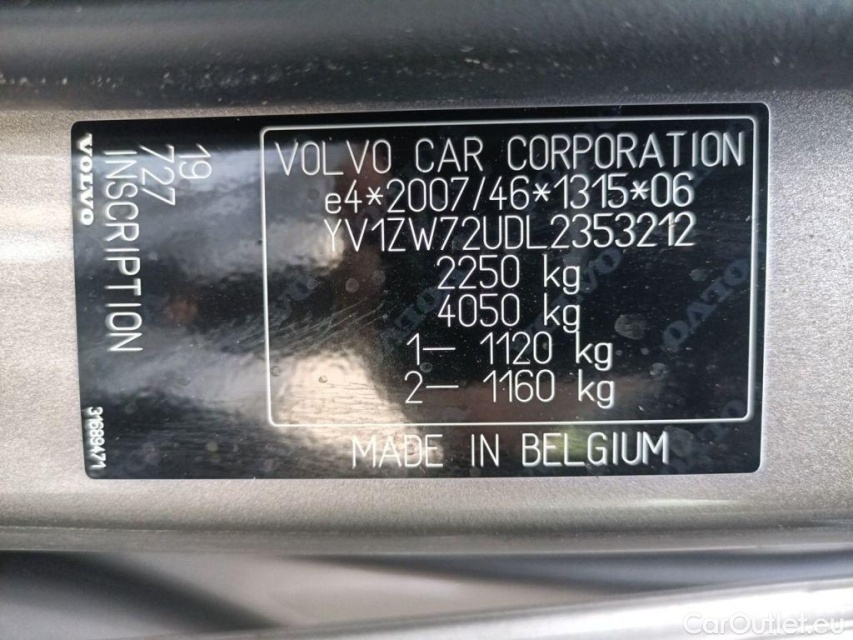 VOLVO CAR CORPORATION
e4*2007/46*1315*06
YV1ZW72UDL2353212
2250 kg
4050 kg
1– 1120 kg
2– 1160 kg
MADE IN BELGIUM
19
727
INSCRIPTION
VOLVO
31689471
CarOutlet.eu